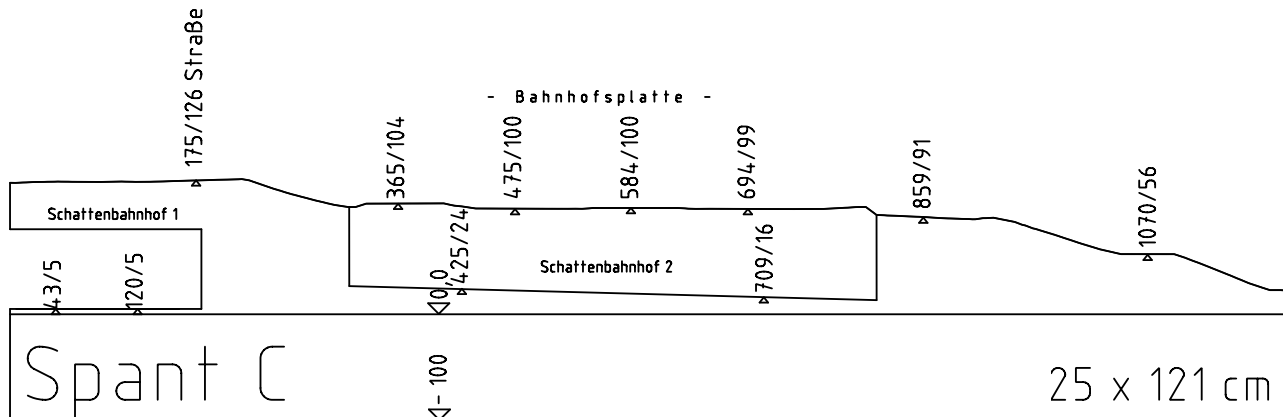 175/126 Straße
- Bahnhofsplatte -
365/104
475/100
584/100
694/99
859/91
1070/56
Schattenbahnhof 1
43/5
120/5
425/24
0,0
Schattenbahnhof 2
709/16
Spant C
- 100
25 x 121 cm